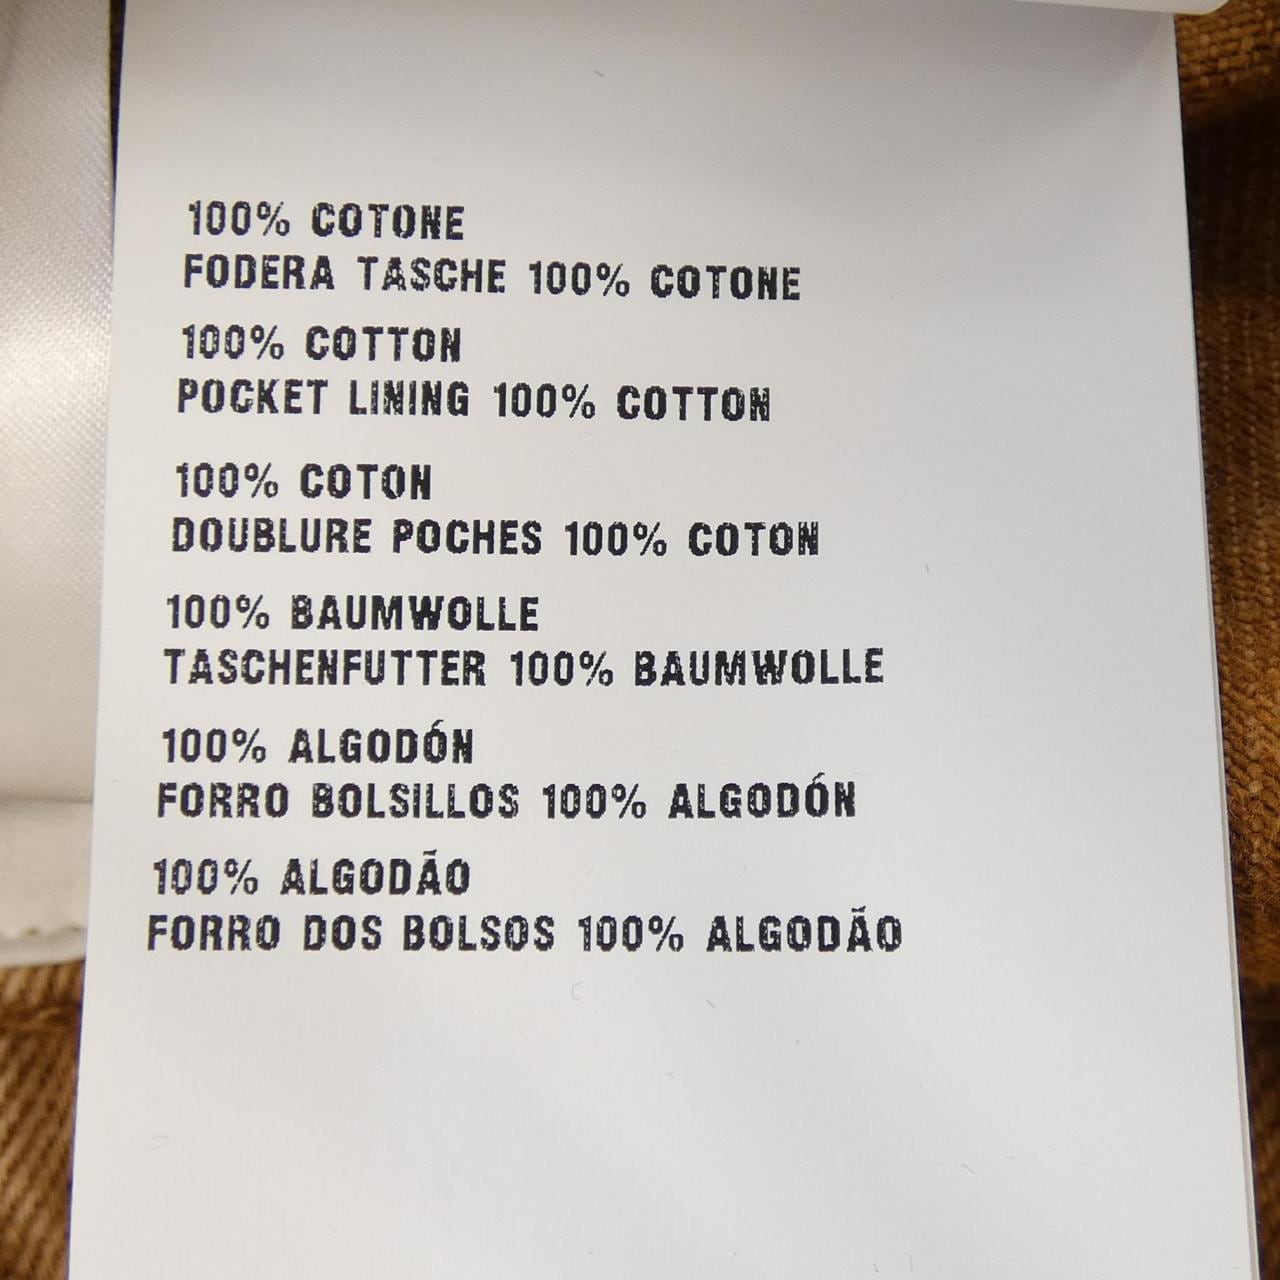 100% COTONE
FODERA TASCHE 100% COTONE
100% COTTON
POCKET LINING 100% COTTON
100% COTON
DOUBLURE POCHES 100% COTON
100% BAUMWOLLE
TASCHENFUTTER 100% BAUMWOLLE
100% ALGODÓN
FORRO BOLSILLOS 100% ALGODÓN
100% ALGODÃO
FORRO DOS BOLSOS 100% ALGODÃO